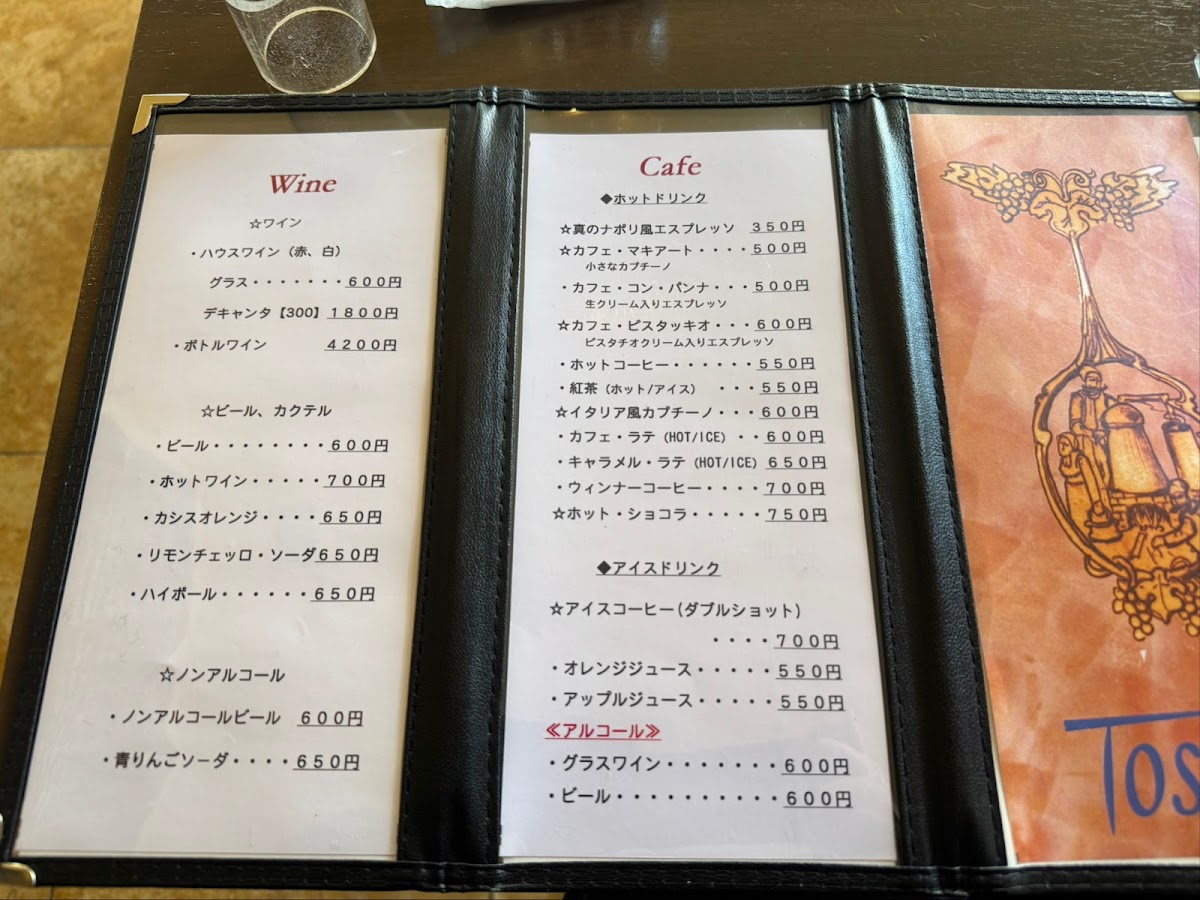 Wine
☆ワイン
・ハウスワイン（赤、白）
グラス・・・・・・・６００円
デキャンタ【300】１８００円
・ボトルワイン　４２００円
☆ビール、カクテル
・ビール・・・・・・・・６００円
・ホットワイン・・・・・７００円
・カシスオレンジ・・・・６５０円
・リモンチェッロ・ソーダ６５０円
・ハイボール・・・・・・６５０円
☆ノンアルコール
・ノンアルコールビール　６００円
・青りんごソーダ・・・・６５０円
Cafe
◆ホットドリンク
☆真のナポリ風エスプレッソ　３５０円
☆カフェ・マキアート・・・・５００円
小さなカプチーノ
・カフェ・コン・パンナ・・・５００円
生クリーム入りエスプレッソ
☆カフェ・ピスタッキオ・・・６００円
ピスタチオクリーム入りエスプレッソ
・ホットコーヒー・・・・・・５５０円
・紅茶（ホット/アイス）　・・・５５０円
☆イタリア風カプチーノ・・・６００円
・カフェ・ラテ（HOT/ICE）・・６００円
・キャラメル・ラテ（HOT/ICE）６５０円
・ウィンナーコーヒー・・・・７００円
☆ホット・ショコラ・・・・・７５０円
◆アイスドリンク
☆アイスコーヒー(ダブルショット)
・・・・７００円
・オレンジジュース・・・・・５５０円
・アップルジュース・・・・・５５０円
≪アルコール≫
・グラスワイン・・・・・・・６００円
・ビール・・・・・・・・・・６００円
TOS